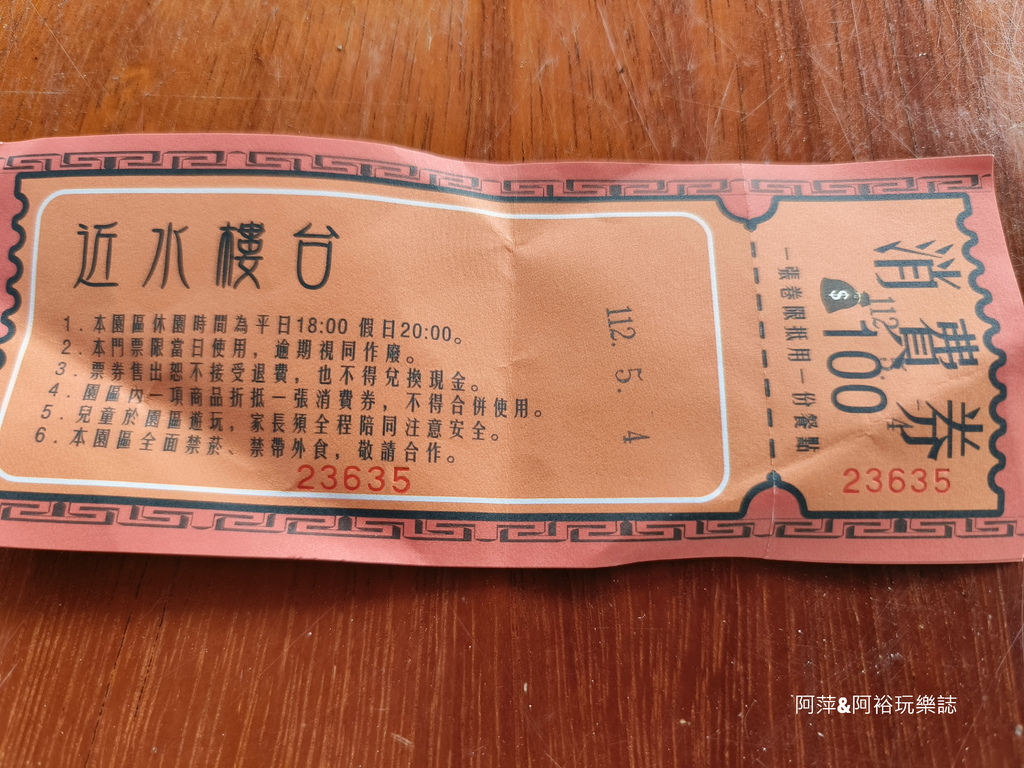 近水樓台
1.本園區休園時間為平日18:00 假日20:00。
2.本門票限當日使用，逾期視同作廢。
3.票券售出恕不接受退費，也不得兌換現金。
4.園區內一項商品折抵一張消費券，不得合併使用。
5.兒童於園區遊玩，家長須全程陪同注意安全。
6.本園區全面禁菸、禁帶外食，敬請合作。
23635
112. 5. 4
消費券
$100
112
4
一張卷限抵用一份餐點
23635
阿萍&阿裕玩樂誌